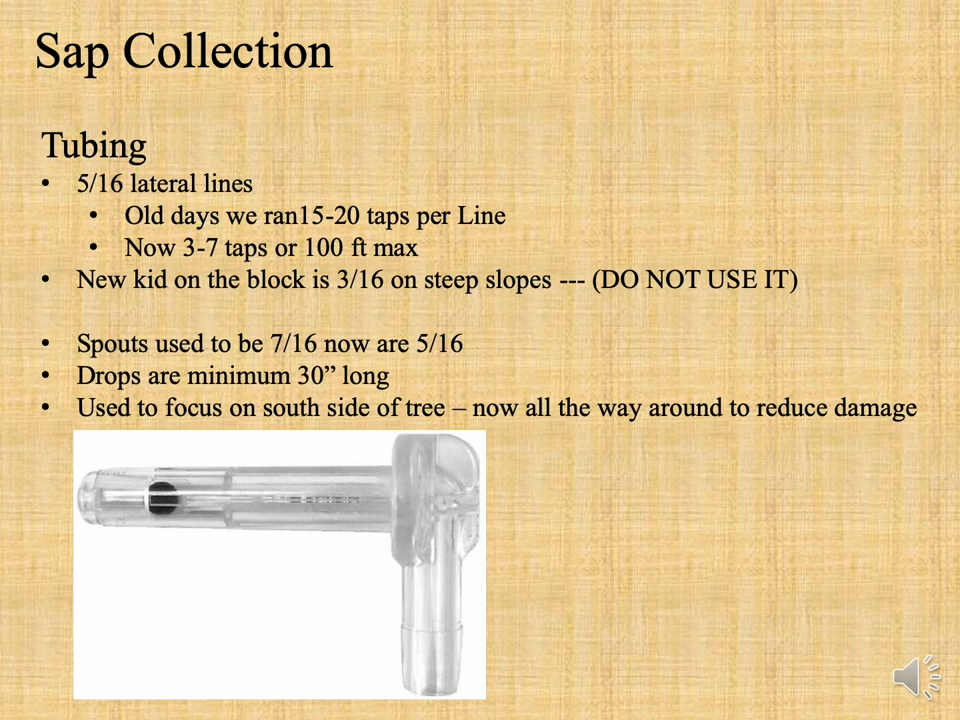 Sap Collection
Tubing
• 5/16 lateral lines
• Old days we ran15-20 taps per Line
• Now 3-7 taps or 100 ft max
• New kid on the block is 3/16 on steep slopes --- (DO NOT USE IT)
• Spouts used to be 7/16 now are 5/16
• Drops are minimum 30” long
• Used to focus on south side of tree – now all the way around to reduce damage